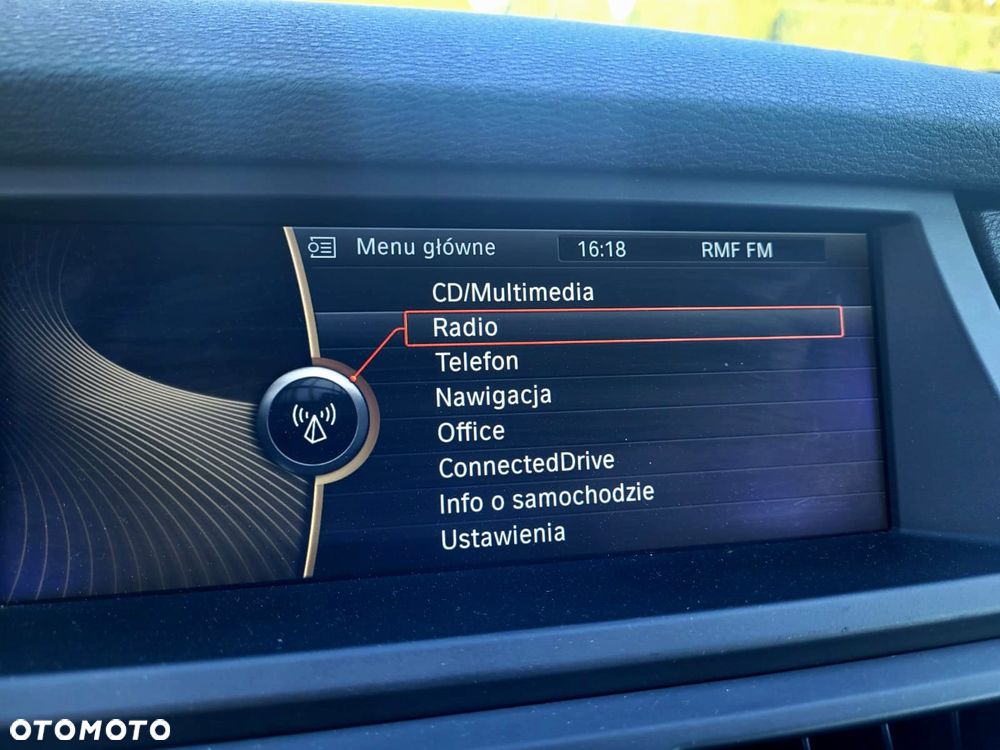 Menu główne 16:18 RMF FM
CD/Multimedia
Radio
Telefon
Nawigacja
Office
ConnectedDrive
Info o samochodzie
Ustawienia
OTOMOTO